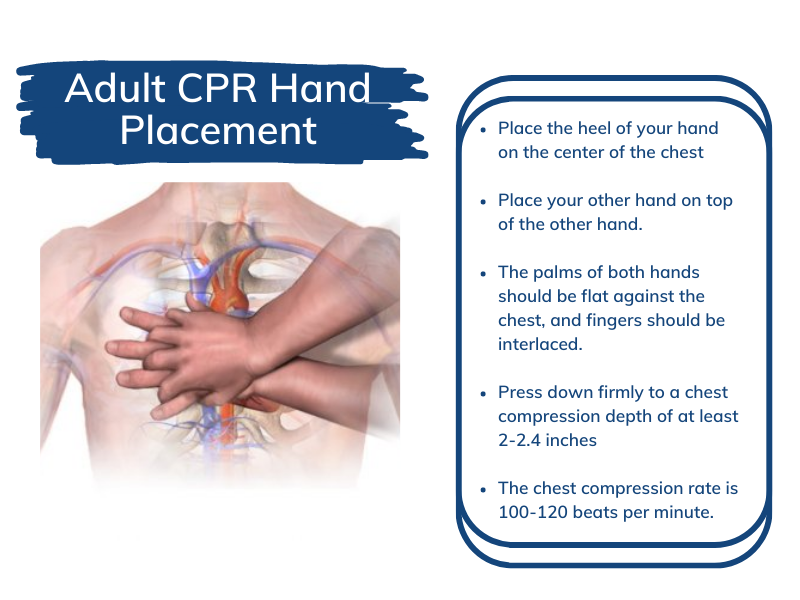 Adult CPR Hand
Placement
• Place the heel of your hand
on the center of the chest
• Place your other hand on top
of the other hand.
• The palms of both hands
should be flat against the
chest, and fingers should be
interlaced.
• Press down firmly to a chest
compression depth of at least
2-2.4 inches
• The chest compression rate is
100-120 beats per minute.